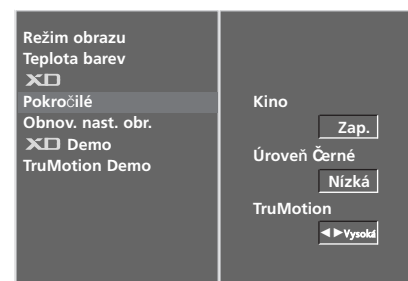 Režim obrazu
Teplota barev
XD
Pokročilé
Obnov. nast. obr.
XD Demo
TruMotion Demo
Kino
Zap.
Úroveň Černé
Nízká
TruMotion
◄►Vysoká